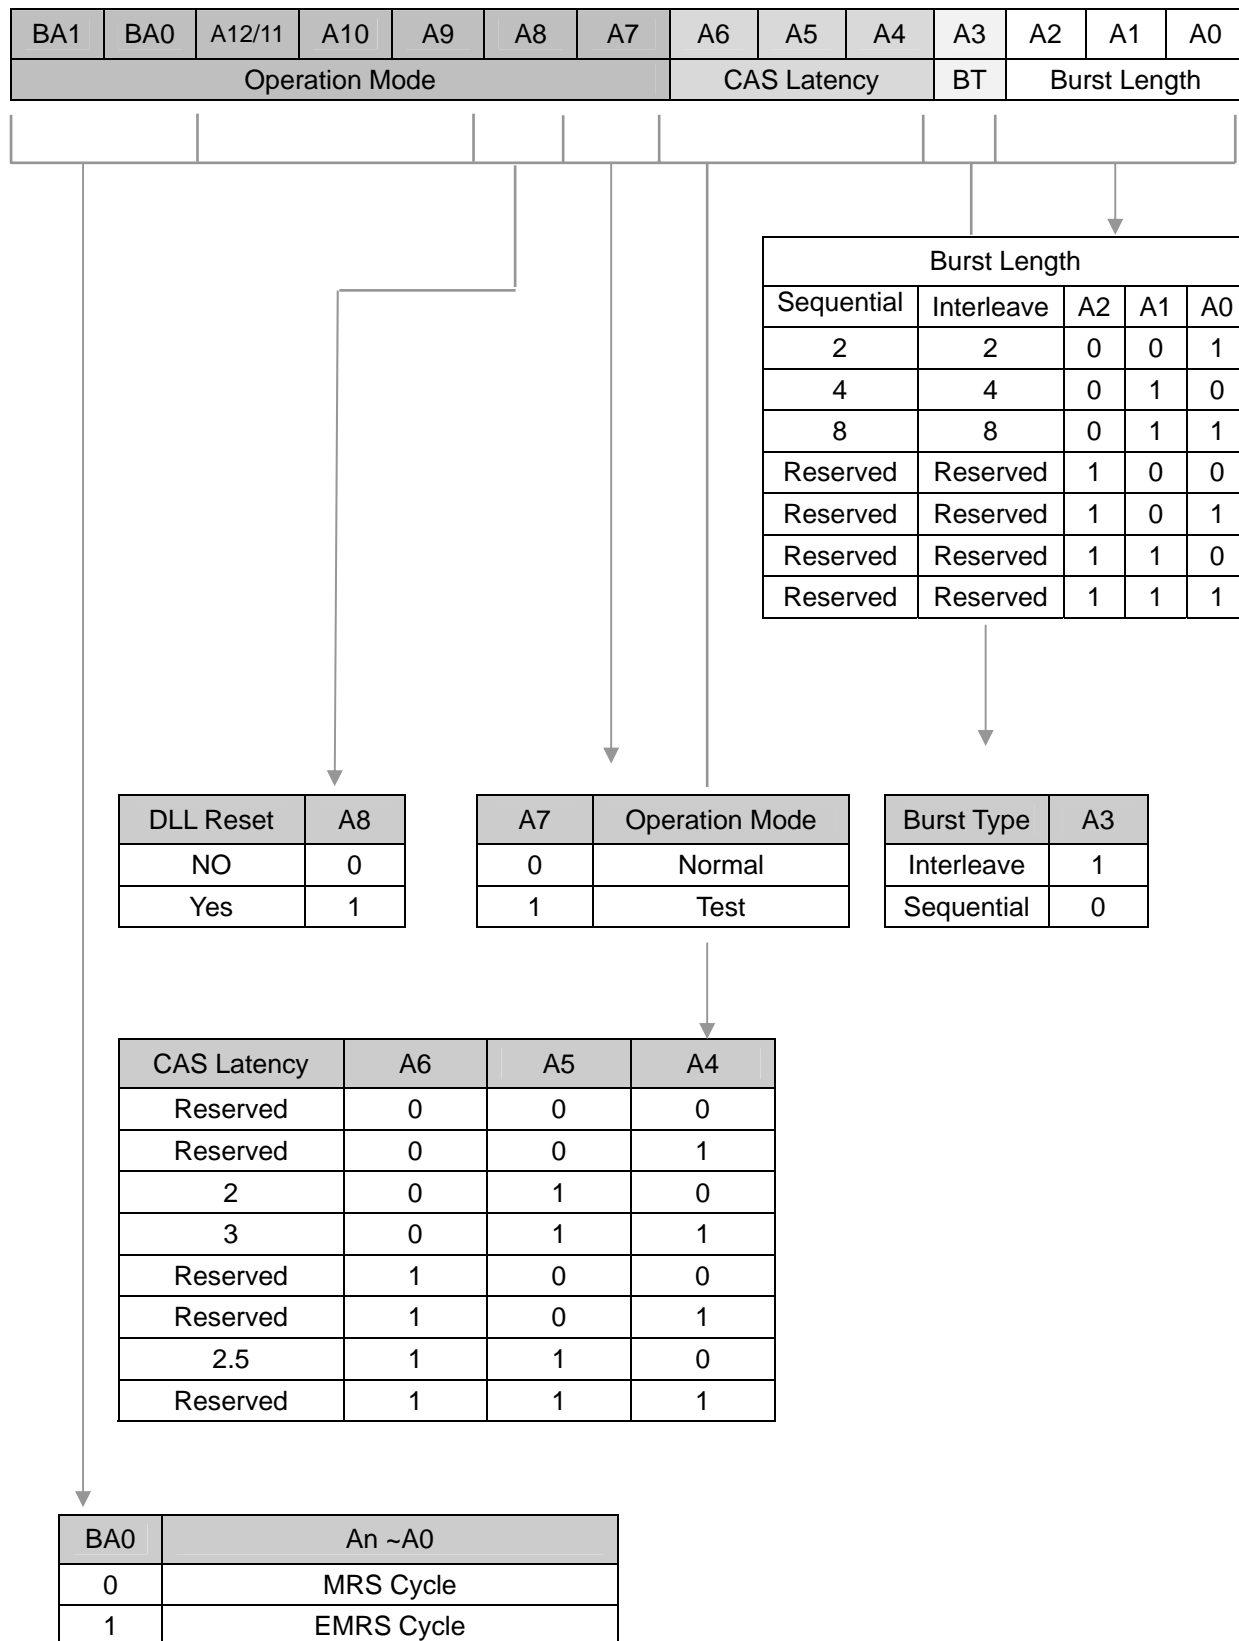 BA1 BA0 A12/11 A10 A9 A8 A7 A6 A5 A4 A3 A2 A1 A0
Operation Mode CAS Latency BT Burst Length
Burst Length
Sequential Interleave A2 A1 A0
2 2 0 0 1
4 4 0 1 0
8 8 0 1 1
Reserved Reserved 1 0 0
Reserved Reserved 1 0 1
Reserved Reserved 1 1 0
Reserved Reserved 1 1 1
DLL Reset A8
NO 0
Yes 1
A7 Operation Mode
0 Normal
1 Test
Burst Type A3
Interleave 1
Sequential 0
CAS Latency A6 A5 A4
Reserved 0 0 0
Reserved 0 0 1
2 0 1 0
3 0 1 1
Reserved 1 0 0
Reserved 1 0 1
2.5 1 1 0
Reserved 1 1 1
BA0 An ~A0
0 MRS Cycle
1 EMRS Cycle